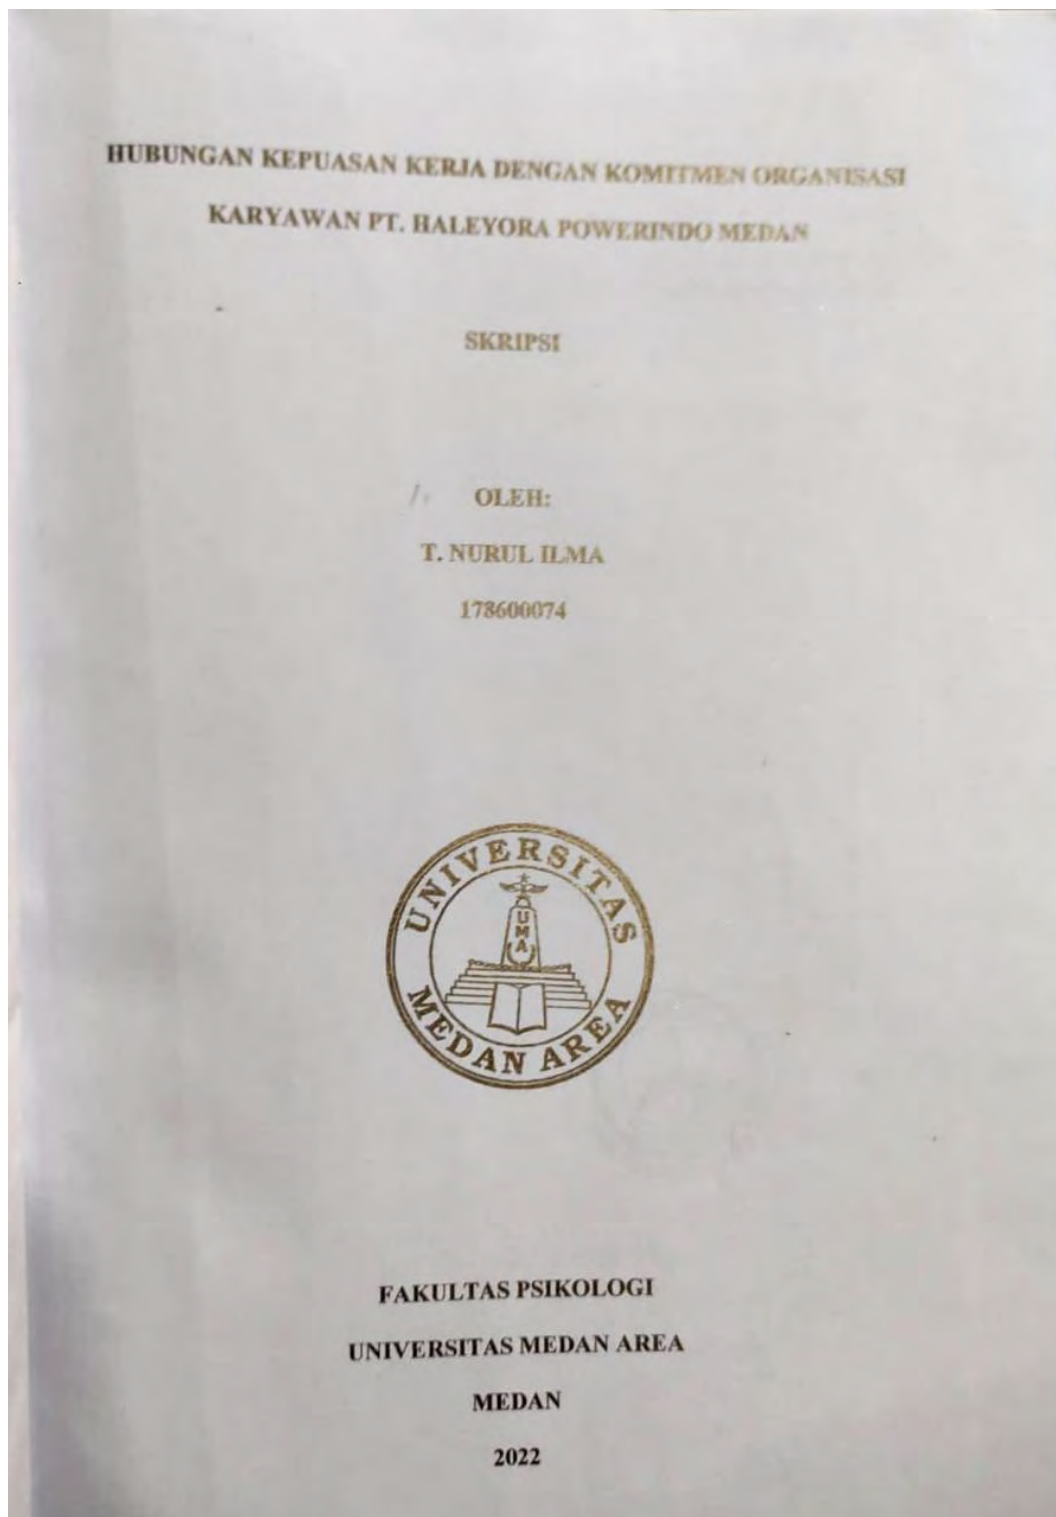 HUBUNGAN KEPUASAN KERJA DENGAN KOMITMEN ORGANISASI
KARYAWAN PT. HALEYORA POWERINDO MEDAN
SKRIPSI
OLEH:
T. NURUL ILMA
178600074
UNIVERSITAS
UMA
MEDAN AREA
FAKULTAS PSIKOLOGI
UNIVERSITAS MEDAN AREA
MEDAN
2022